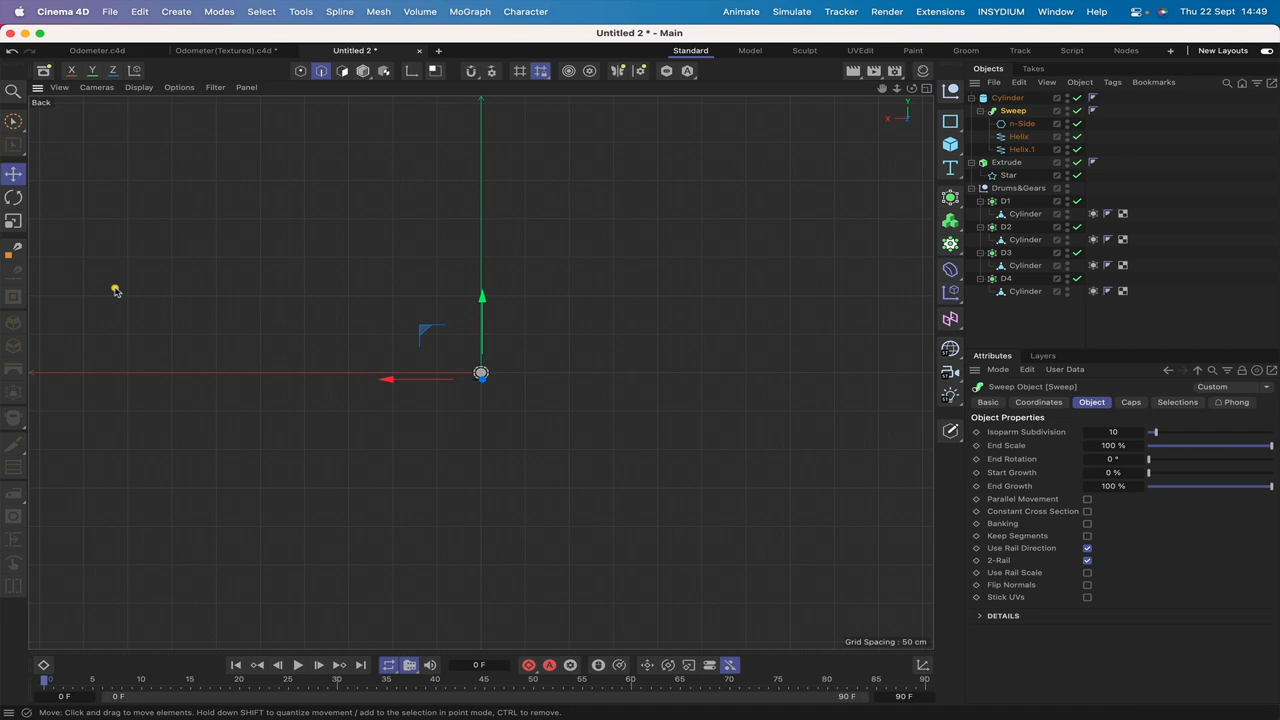 Cinema 4D File Edit Create Modes Select Tools Spline Mesh Volume MoGraph Character Animate Simulate Tracker Render Extensions INSYDIUM Window Help Thu 22 Sept 14:49
Untitled 2 * - Main
Odometer.c4d Odometer(Textured).c4d * Untitled 2 * × + Standard Model Sculpt UVEdit Paint Groom Track Script Nodes + New Layouts
X Y Z
Objects Takes
View Cameras Display Options Filter Panel
File Edit View Object Tags Bookmarks
Back
Y
X
Cylinder
Sweep
n-Side
Helix
Helix.1
Extrude
Star
Drums&Gears
D1
Cylinder
D2
Cylinder
D3
Cylinder
D4
Cylinder
Attributes Layers
Mode Edit User Data
Sweep Object [Sweep] Custom
Basic Coordinates Object Caps Selections Phong
Object Properties
Isoparm Subdivision 10
End Scale 100 %
End Rotation 0 °
Start Growth 0 %
End Growth 100 %
Parallel Movement
Constant Cross Section
Banking
Keep Segments
Use Rail Direction
2-Rail
Use Rail Scale
Flip Normals
Stick UVs
DETAILS
Grid Spacing : 50 cm
0 F
0 5 10 15 20 25 30 35 40 45 50 55 60 65 70 75 80 85 90
0 F 0 F 90 F 90 F
Move: Click and drag to move elements. Hold down SHIFT to quantize movement / add to the selection in point mode, CTRL to remove.